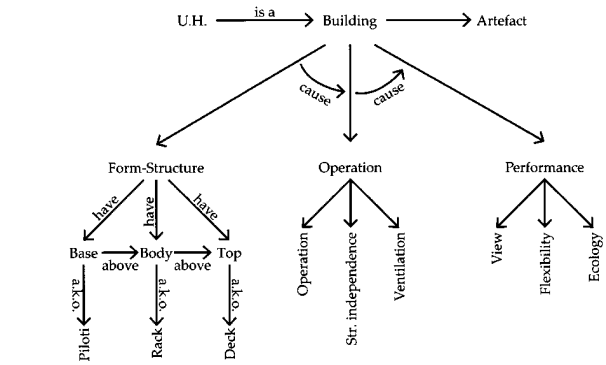 U.H. is a Building Artefact
cause cause
Form-Structure Operation Performance
have have have
Base above Body above Top
a.k.o. a.k.o. a.k.o.
Piloti Rack Deck
Operation Str. independence Ventilation
View Flexibility Ecology